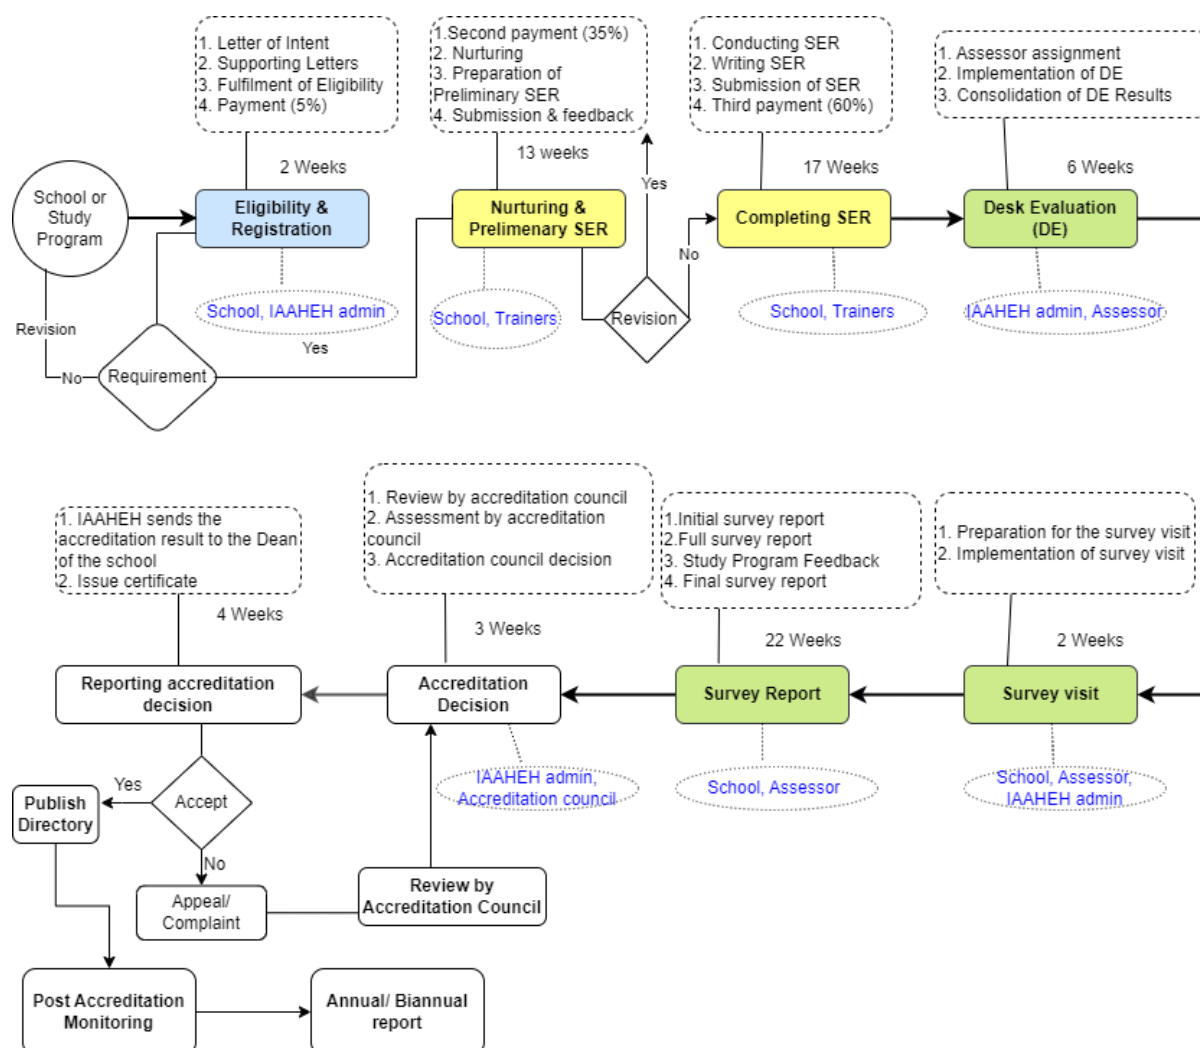 1. Letter of Intent
2. Supporting Letters
3. Fulfilment of Eligibility
4. Payment (5%)
1.Second payment (35%)
2. Nurturing
3. Preparation of
Preliminary SER
4. Submission & feedback
1. Conducting SER
2. Writing SER
3. Submission of SER
4. Third payment (60%)
1. Assessor assignment
2. Implementation of DE
3. Consolidation of DE Results
2 Weeks
13 weeks
17 Weeks
6 Weeks
School or
Study
Program
Eligibility &
Registration
Nurturing &
Prelimenary SER
Yes
No
Completing SER
Desk Evaluation
(DE)
School, IAAHEH admin
School, Trainers
Revision
School, Trainers
IAAHEH admin, Assessor
Revision
Yes
No
Requirement
1. IAAHEH sends the
accreditation result to the Dean
of the school
2. Issue certificate
1. Review by accreditation council
2. Assessment by accreditation
council
3. Accreditation council decision
1.Initial survey report
2.Full survey report
3. Study Program Feedback
4. Final survey report
1. Preparation for the survey visit
2. Implementation of survey visit
4 Weeks
3 Weeks
22 Weeks
2 Weeks
Reporting accreditation
decision
Accreditation
Decision
Survey Report
Survey visit
Yes
Accept
Publish
Directory
No
IAAHEH admin,
Accreditation council
School, Assessor
School, Assessor,
IAAHEH admin
Appeal/
Complaint
Review by
Accreditation Council
Post Accreditation
Monitoring
Annual/ Biannual
report